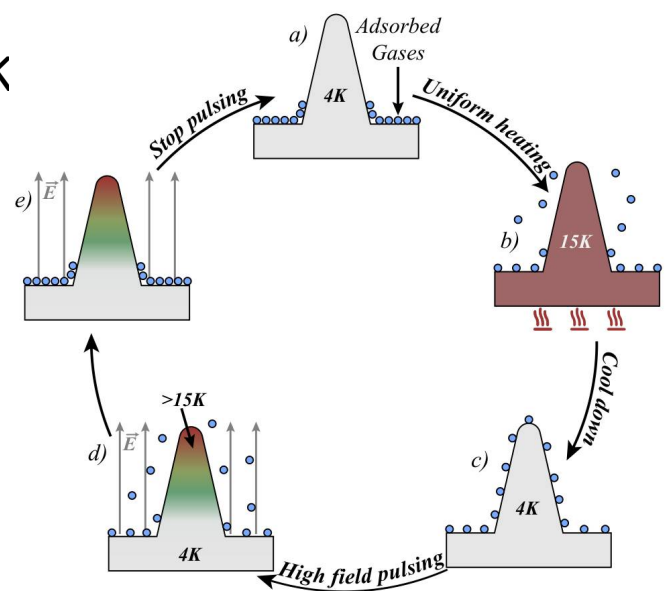 K
a)
Adsorbed
Gases
4K
Uniform heating
b)
15K
Cool down
c)
4K
High field pulsing
d)
>15K
E
4K
e)
E
Stop pulsing